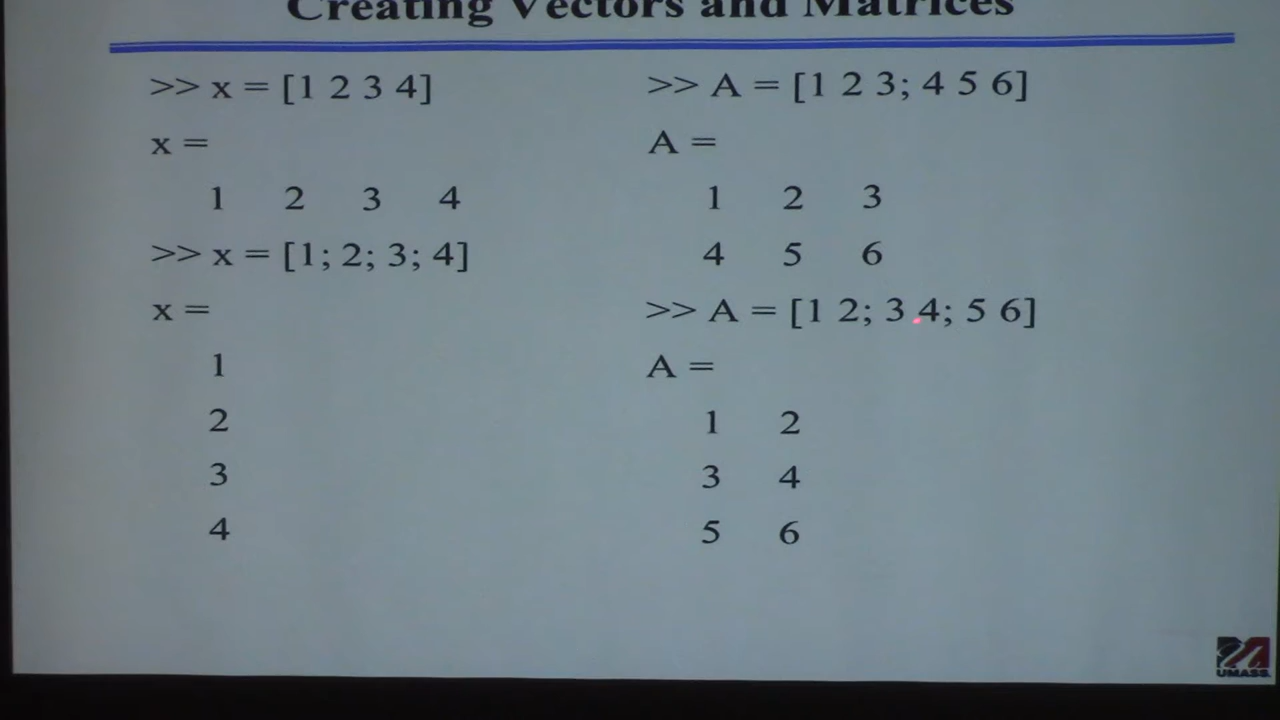 Creating Vectors and Matrices
>> x = [1 2 3 4]
x =
1 2 3 4
>> x = [1; 2; 3; 4]
x =
1
2
3
4
>> A = [1 2 3; 4 5 6]
A =
1 2 3
4 5 6
>> A = [1 2; 3 4; 5 6]
A =
1 2
3 4
5 6
UMASS